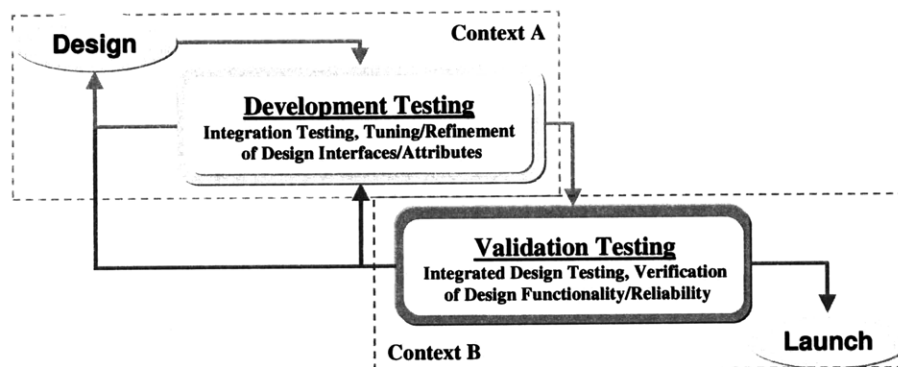 Design
Context A
Development Testing
Integration Testing, Tuning/Refinement
of Design Interfaces/Attributes
Validation Testing
Integrated Design Testing, Verification
of Design Functionality/Reliability
Launch
Context B